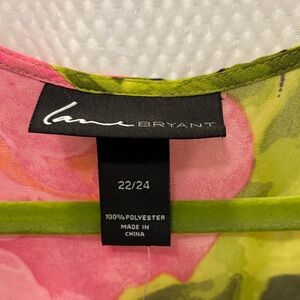 Lane BRYANT
22/24
100% POLYESTER
MADE IN
CHINA